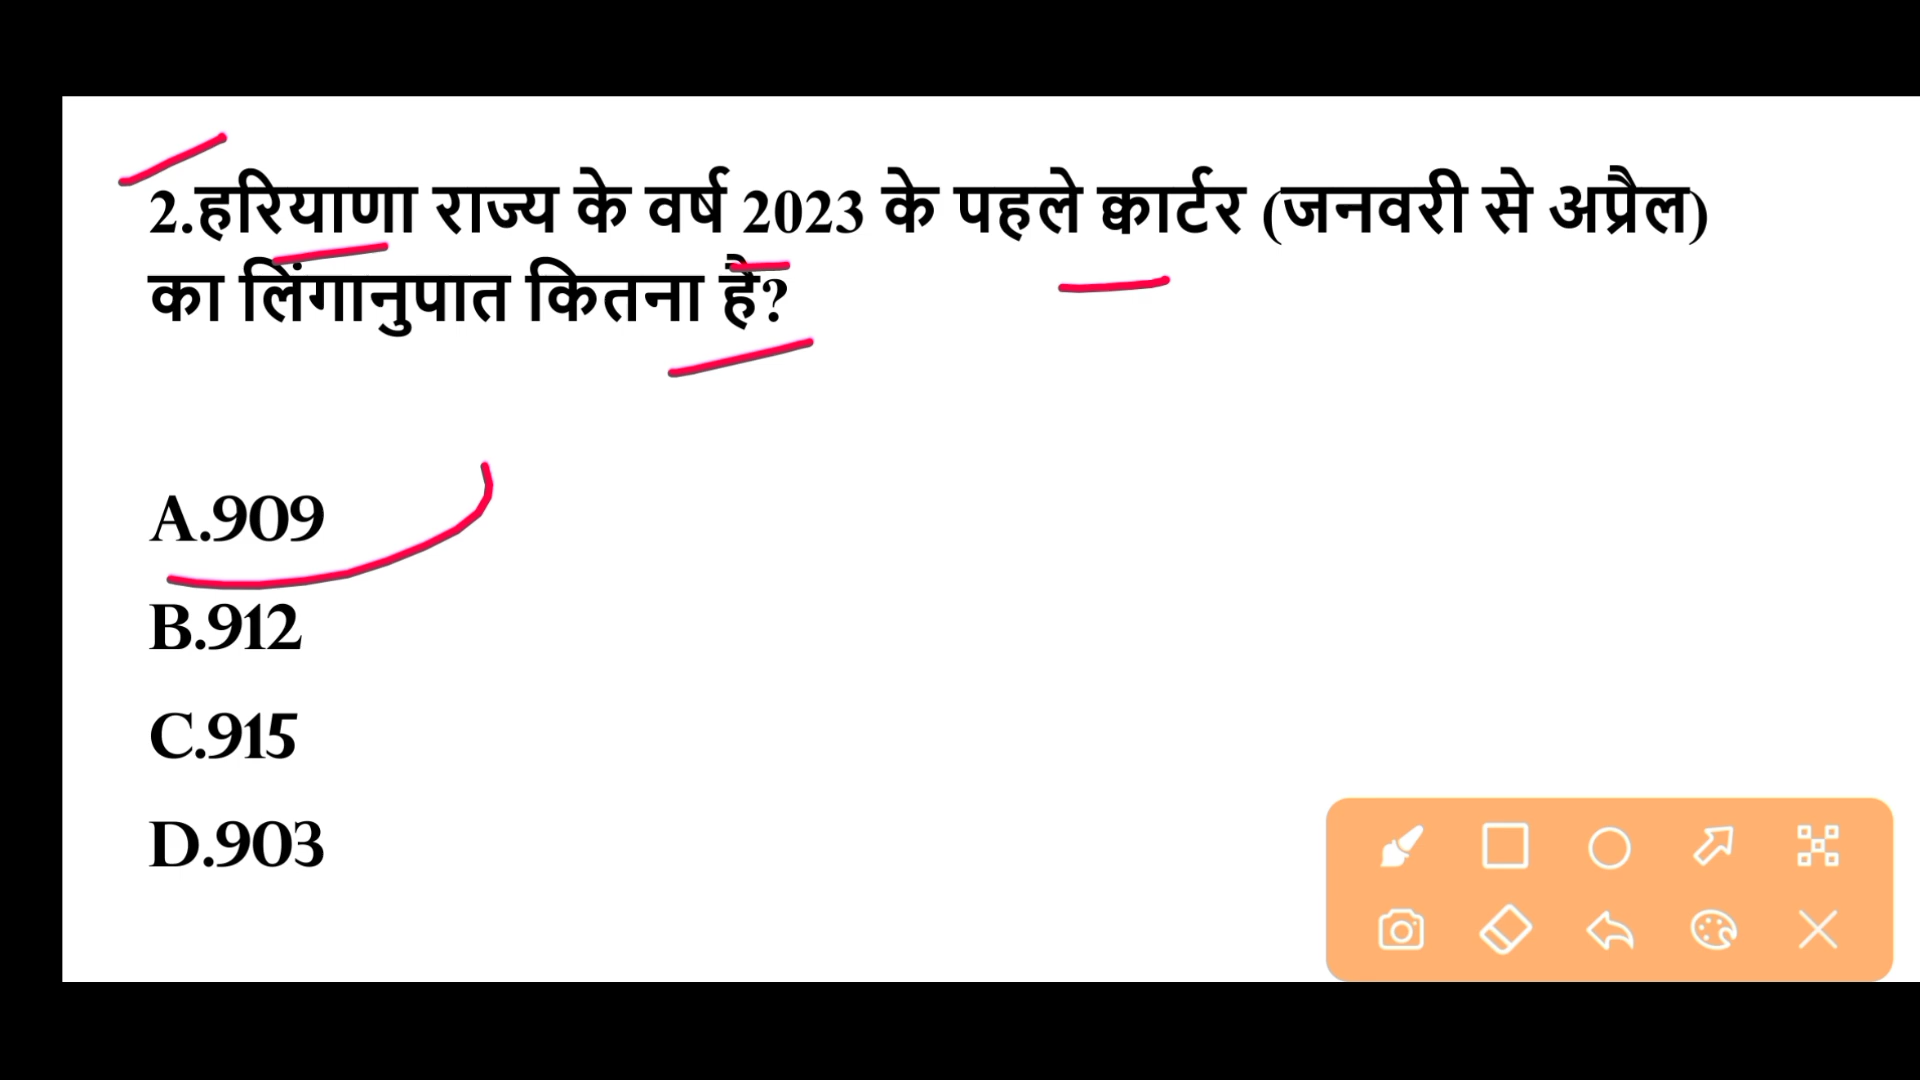 2.हरियाणा राज्य के वर्ष 2023 के पहले क्वार्टर (जनवरी से अप्रैल)
का लिंगानुपात कितना है?
A.909
B.912
C.915
D.903